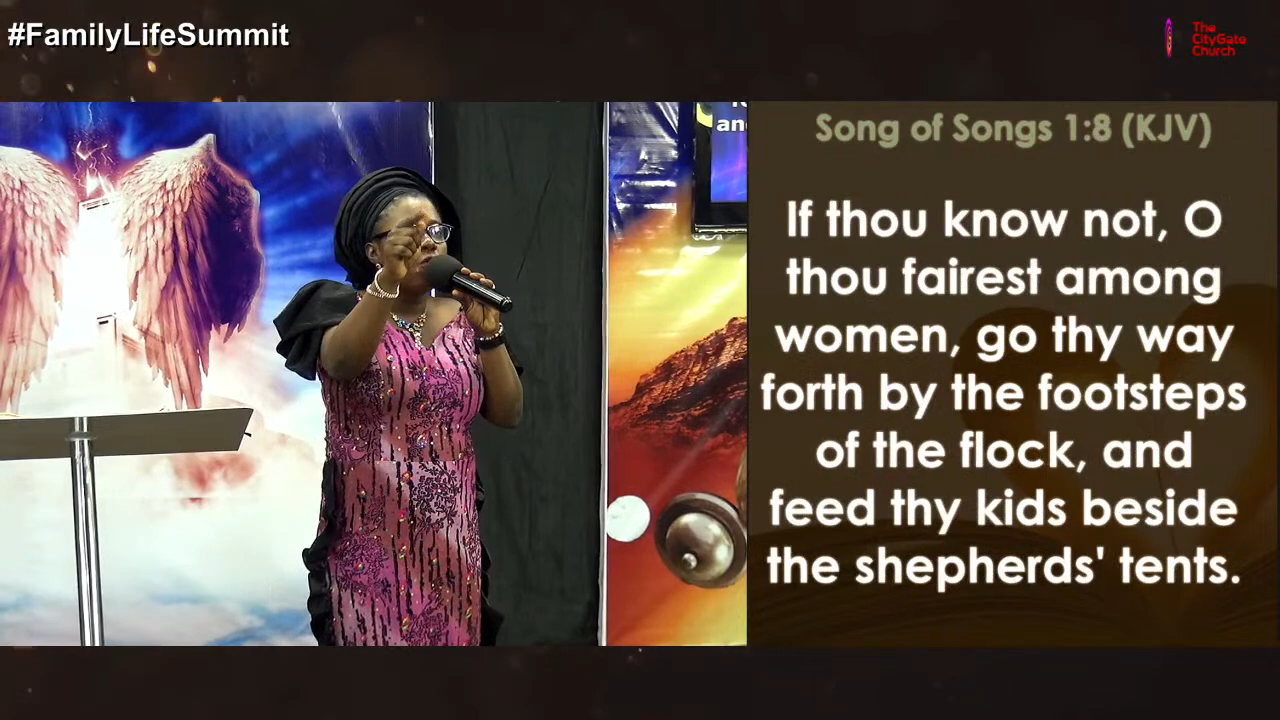 #FamilyLifeSummit
The
CityGate
Church
an
Song of Songs 1:8 (KJV)
If thou know not, O
thou fairest among
women, go thy way
forth by the footsteps
of the flock, and
feed thy kids beside
the shepherds' tents.